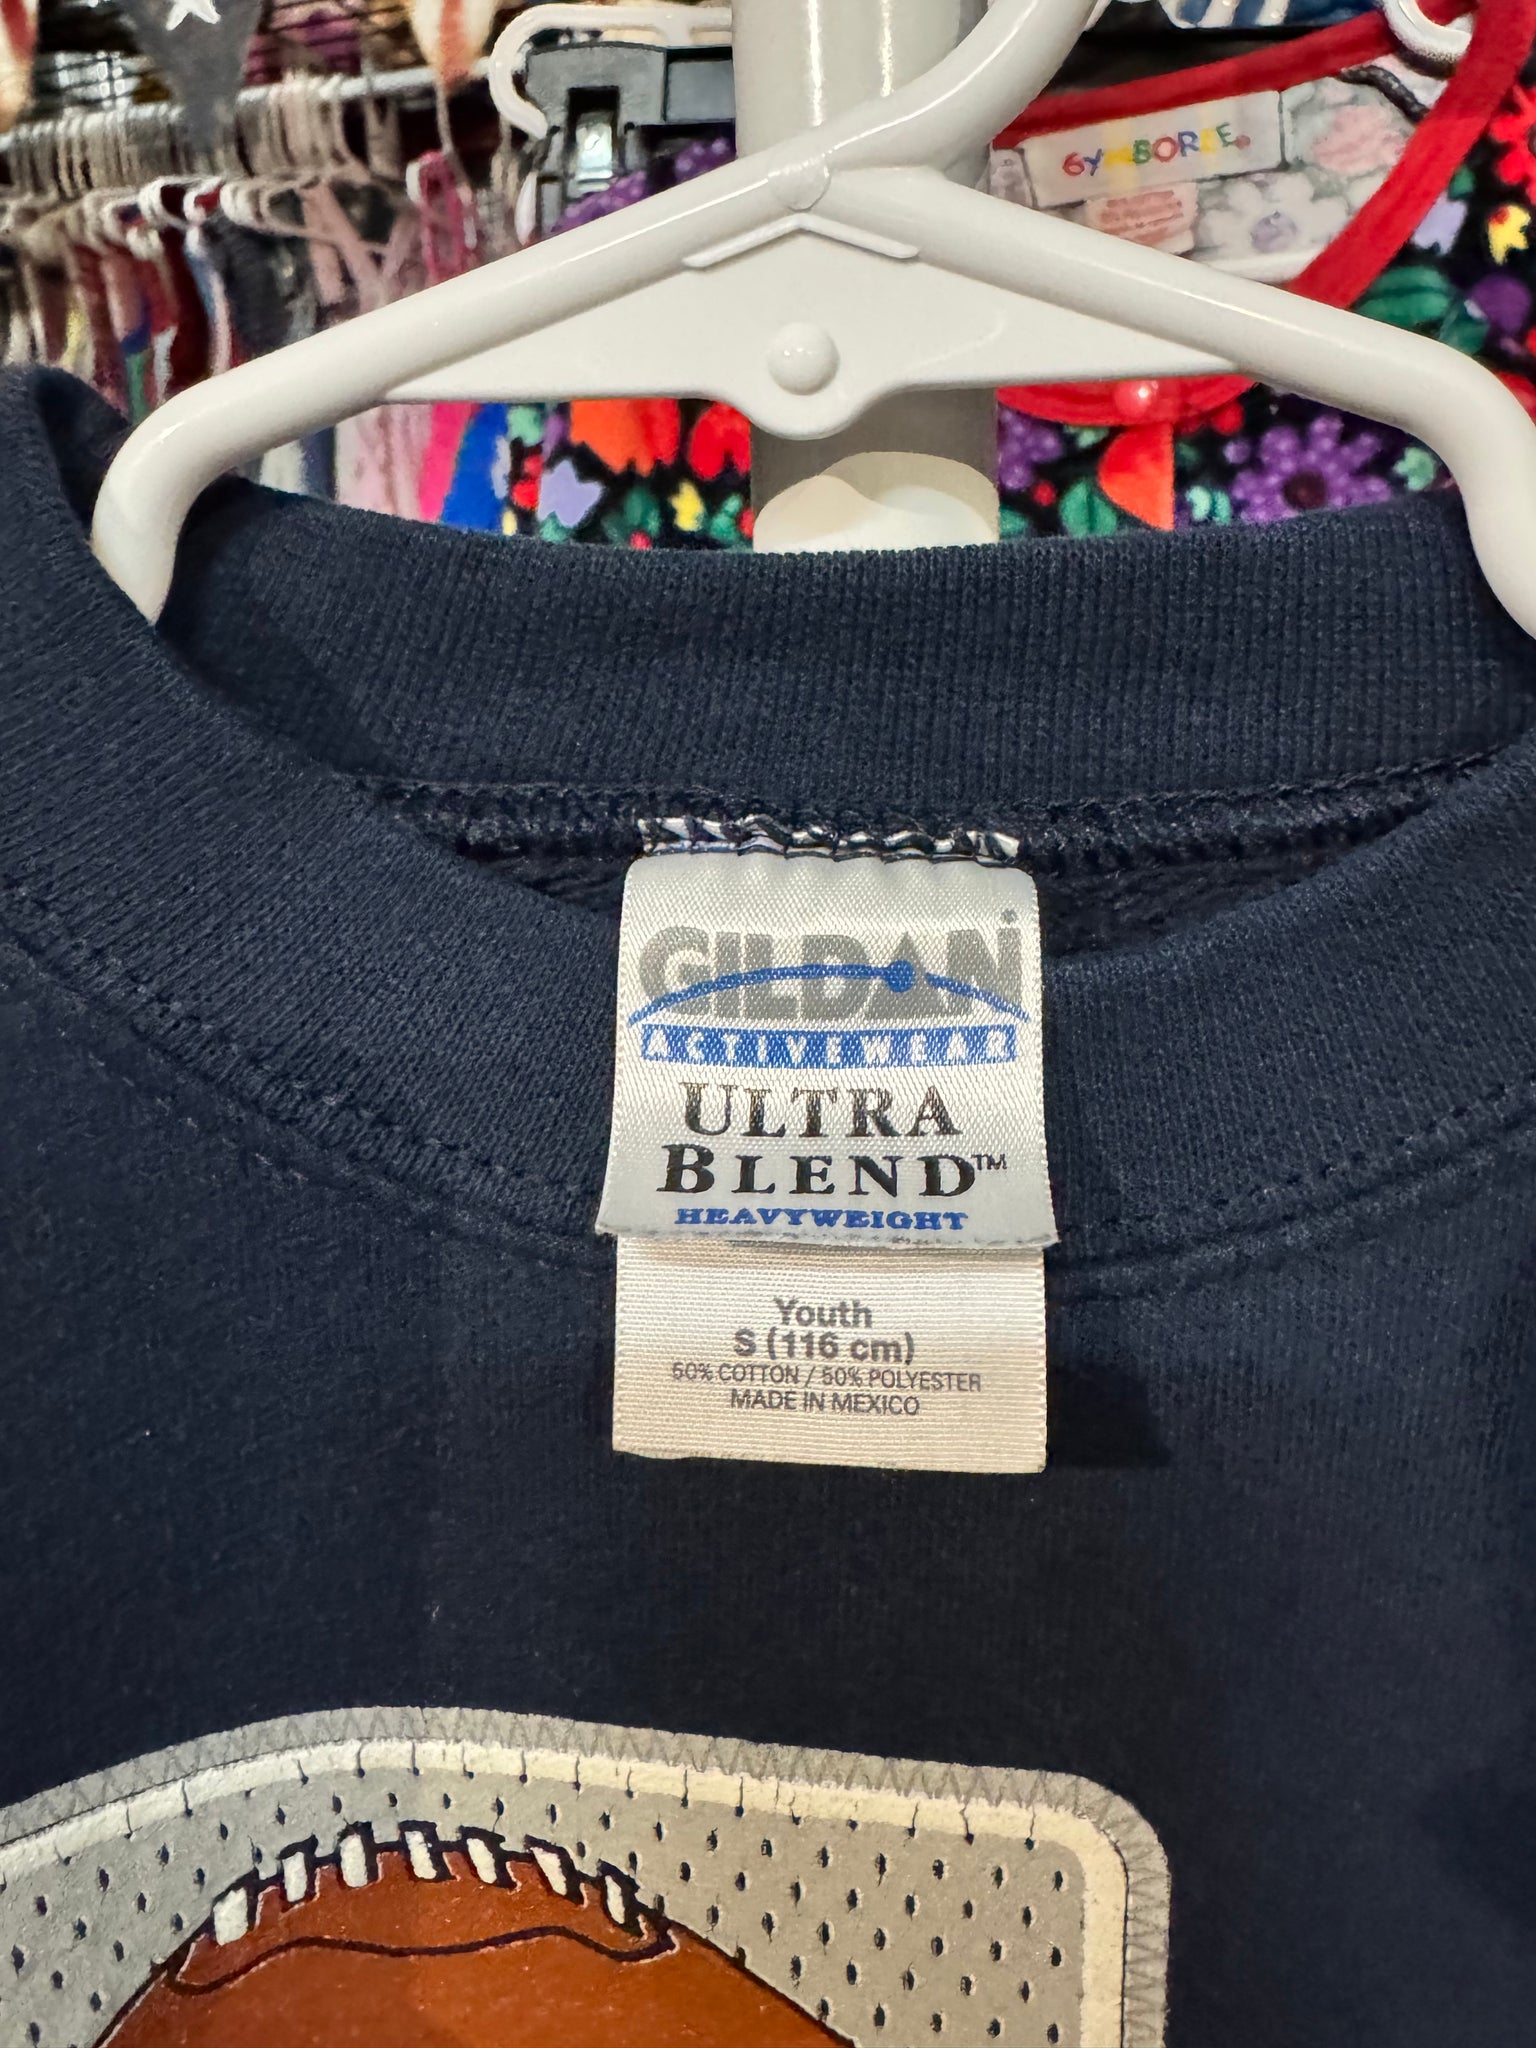 GYMBOREE
GILDAN
ACTIVEWEAR
ULTRA
BLEND™
HEAVYWEIGHT
Youth
S (116 cm)
50% COTTON / 50% POLYESTER
MADE IN MEXICO